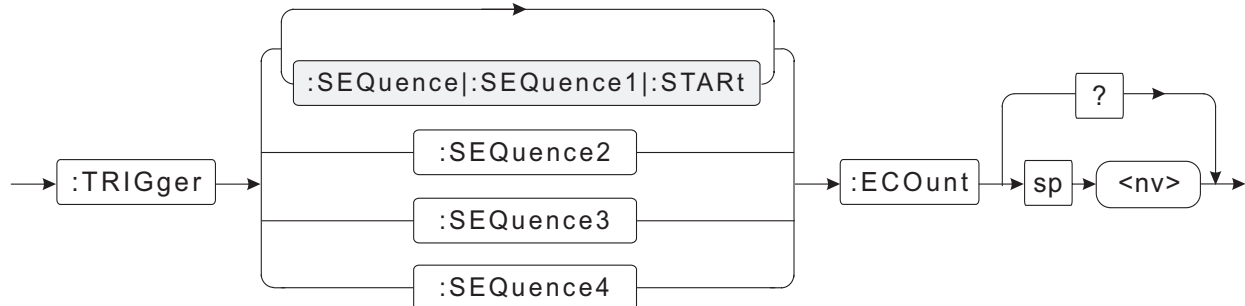 :SEQuence|:SEQuence1|:STARt
?
:SEQuence2
:TRIGger
:ECOunt
sp
<nv>
:SEQuence3
:SEQuence4